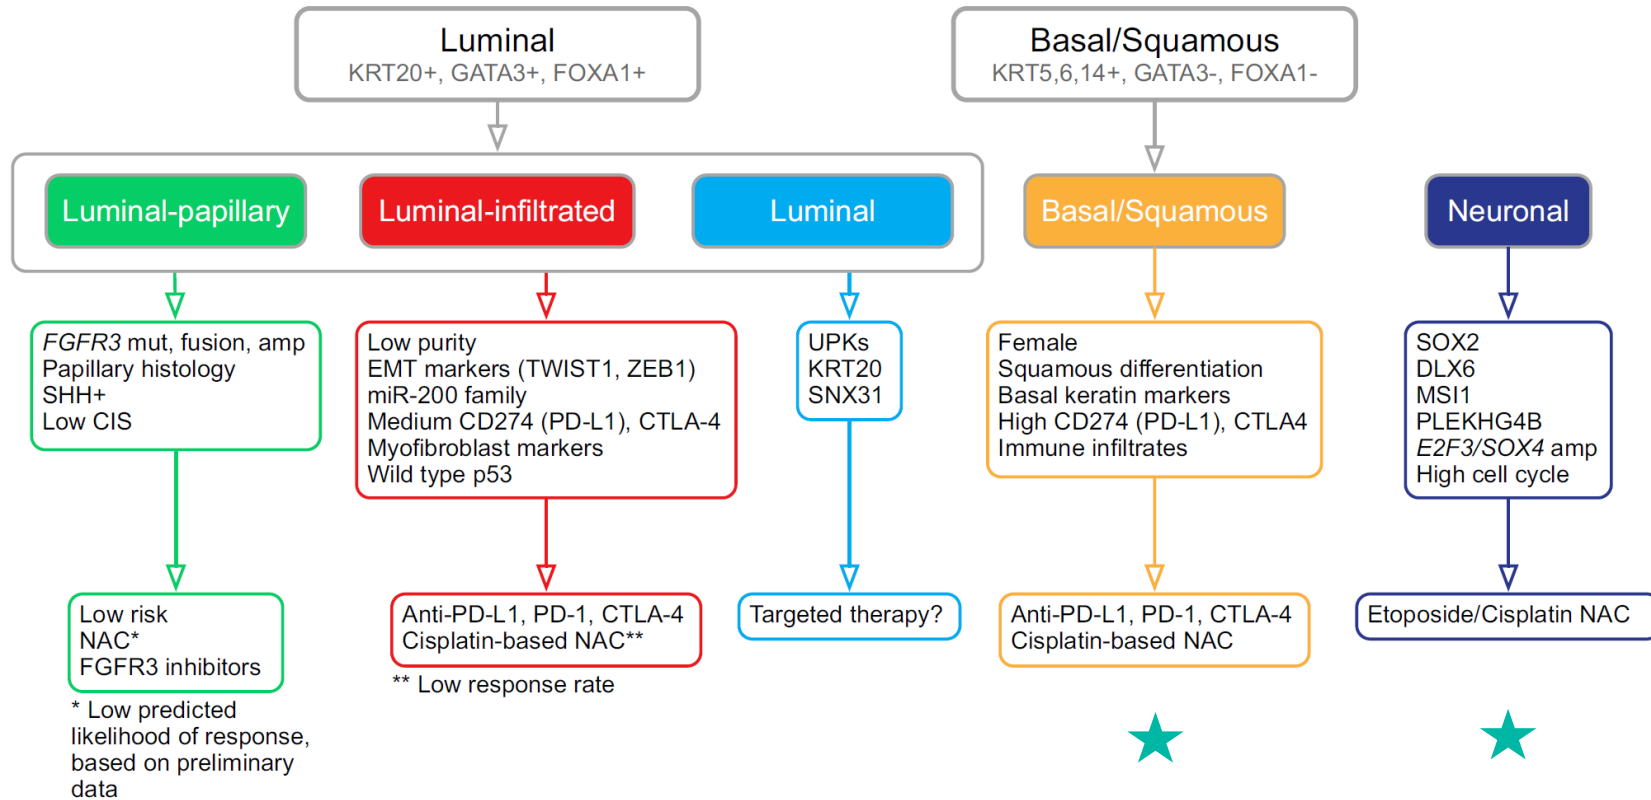 Luminal
KRT20+, GATA3+, FOXA1+
Basal/Squamous
KRT5,6,14+, GATA3-, FOXA1-
Luminal-papillary
Luminal-infiltrated
Luminal
Basal/Squamous
Neuronal
FGFR3 mut, fusion, amp
Papillary histology
SHH+
Low CIS
Low purity
EMT markers (TWIST1, ZEB1)
miR-200 family
Medium CD274 (PD-L1), CTLA-4
Myofibroblast markers
Wild type p53
UPKs
KRT20
SNX31
Female
Squamous differentiation
Basal keratin markers
High CD274 (PD-L1), CTLA4
Immune infiltrates
SOX2
DLX6
MSI1
PLEKHG4B
E2F3/SOX4 amp
High cell cycle
Low risk
NAC*
FGFR3 inhibitors
* Low predicted
likelihood of response,
based on preliminary
data
Anti-PD-L1, PD-1, CTLA-4
Cisplatin-based NAC**
** Low response rate
Targeted therapy?
Anti-PD-L1, PD-1, CTLA-4
Cisplatin-based NAC
Etoposide/Cisplatin NAC